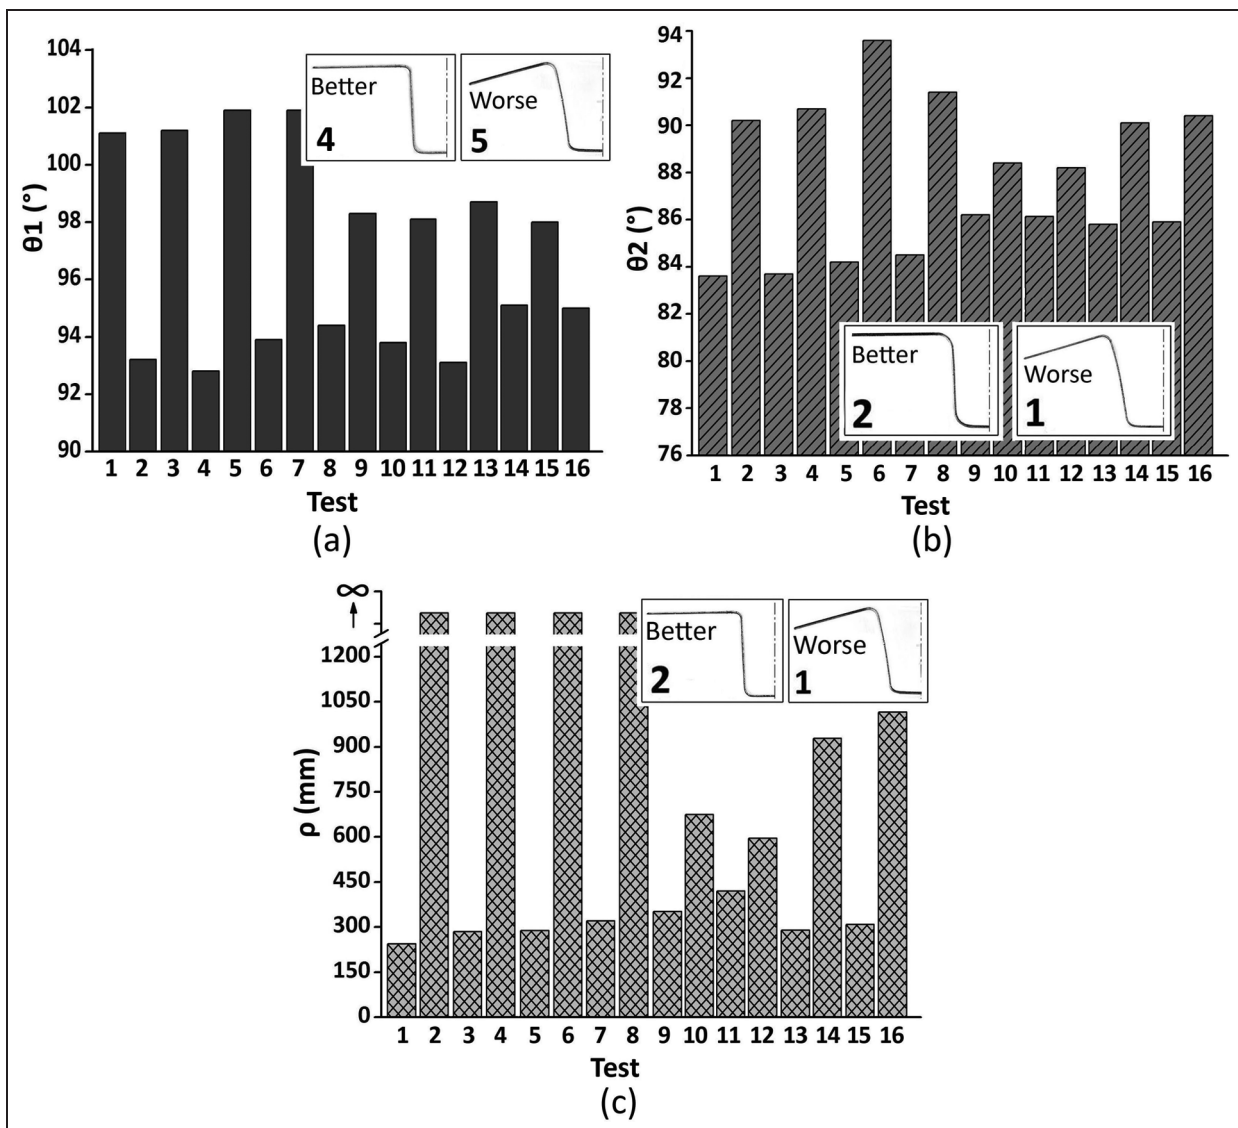 104
102
100
98
96
94
92
90
θ1 (°)
Better
4
Worse
5
1 2 3 4 5 6 7 8 9 10 11 12 13 14 15 16
Test
(a)
94
92
90
88
86
84
82
80
78
76
θ2 (°)
Better
2
Worse
1
1 2 3 4 5 6 7 8 9 10 11 12 13 14 15 16
Test
(b)
∞
1200
1050
900
750
600
450
300
150
0
ρ (mm)
Better
2
Worse
1
1 2 3 4 5 6 7 8 9 10 11 12 13 14 15 16
Test
(c)